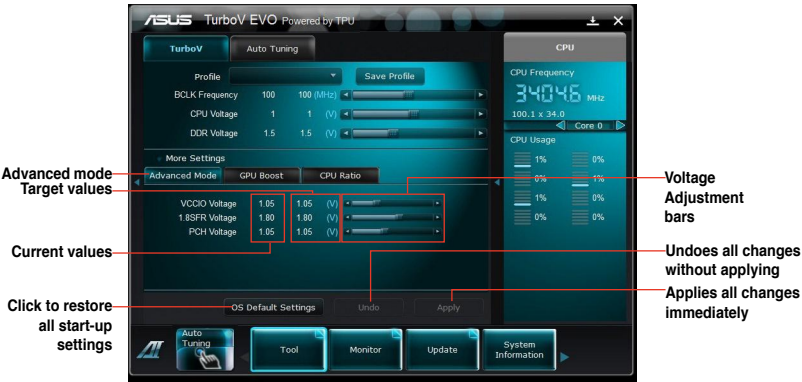 ASUS TurboV EVO Powered by TPU
TurboV Auto Tuning
Profile Save Profile
BCLK Frequency 100 100 (MHz)
CPU Voltage 1 1 (V)
DDR Voltage 1.5 1.5 (V)
More Settings
Advanced Mode GPU Boost CPU Ratio
VCCIO Voltage 1.05 1.05 (V)
1.8SFR Voltage 1.80 1.80 (V)
PCH Voltage 1.05 1.05 (V)
OS Default Settings Undo Apply
CPU
CPU Frequency
3404.6 MHz
100.1 x 34.0
Core 0
CPU Usage
1% 0%
0% 1%
1% 0%
0% 0%
Auto
Tuning
Tool Monitor Update System
Information
Advanced mode
Target values
Current values
Click to restore
all start-up
settings
Voltage
Adjustment
bars
Undoes all changes
without applying
Applies all changes
immediately